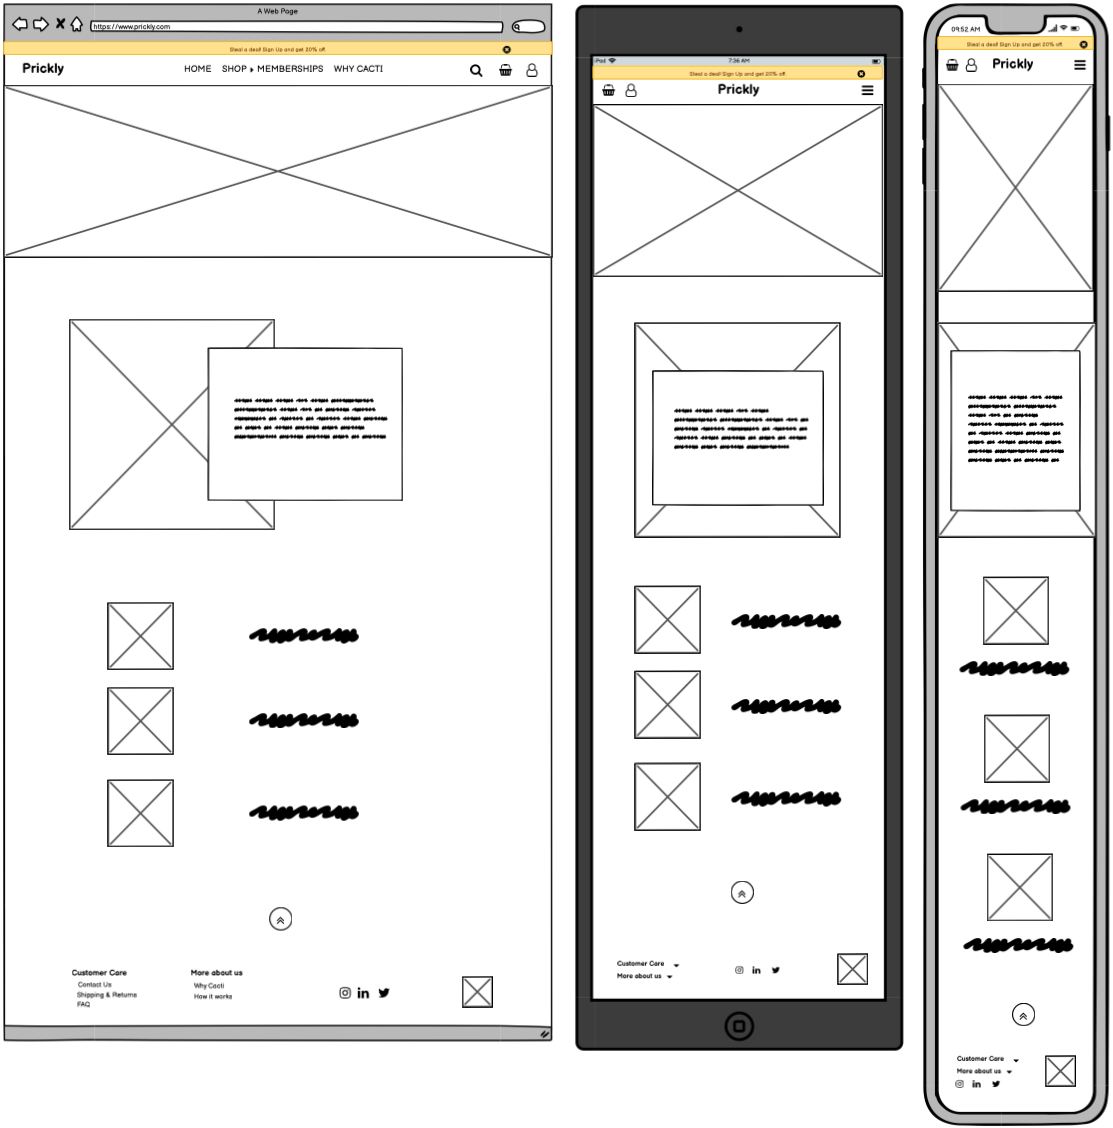 A Web Page
https://www.prickly.com
Steal a deal! Sign Up and get 20% off.
Prickly HOME SHOP MEMBERSHIPS WHY CACTI
Customer Care
Contact Us
Shipping & Returns
FAQ
More about us
Why Cacti
How it works
iPod 7:36 AM
Steal a deal! Sign Up and get 20% off.
Prickly
Customer Care
More about us
09:52 AM
Steal a deal! Sign Up and get 20% off.
Prickly
Customer Care
More about us